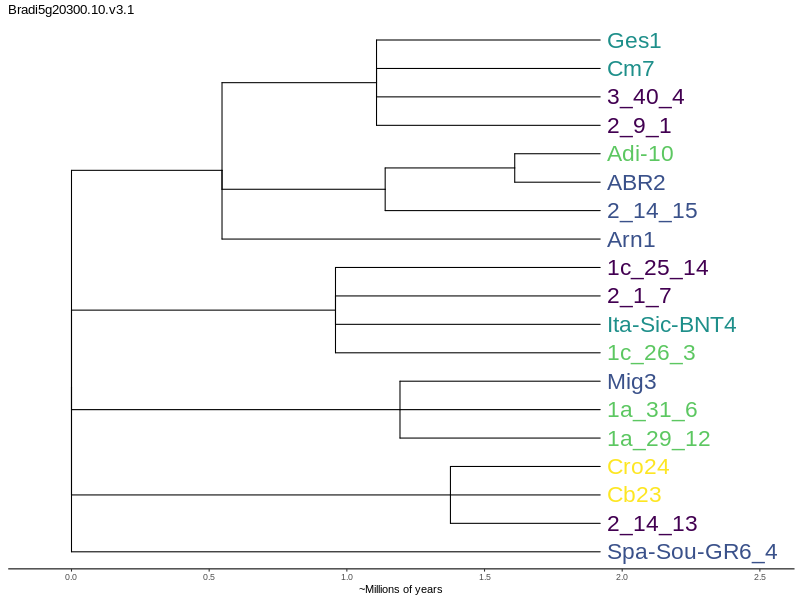 Bradi5g20300.10.v3.1
Ges1
Cm7
3_40_4
2_9_1
Adi-10
ABR2
2_14_15
Arn1
1c_25_14
2_1_7
Ita-Sic-BNT4
1c_26_3
Mig3
1a_31_6
1a_29_12
Cro24
Cb23
2_14_13
Spa-Sou-GR6_4
0.0 0.5 1.0 1.5 2.0 2.5
~Millions of years